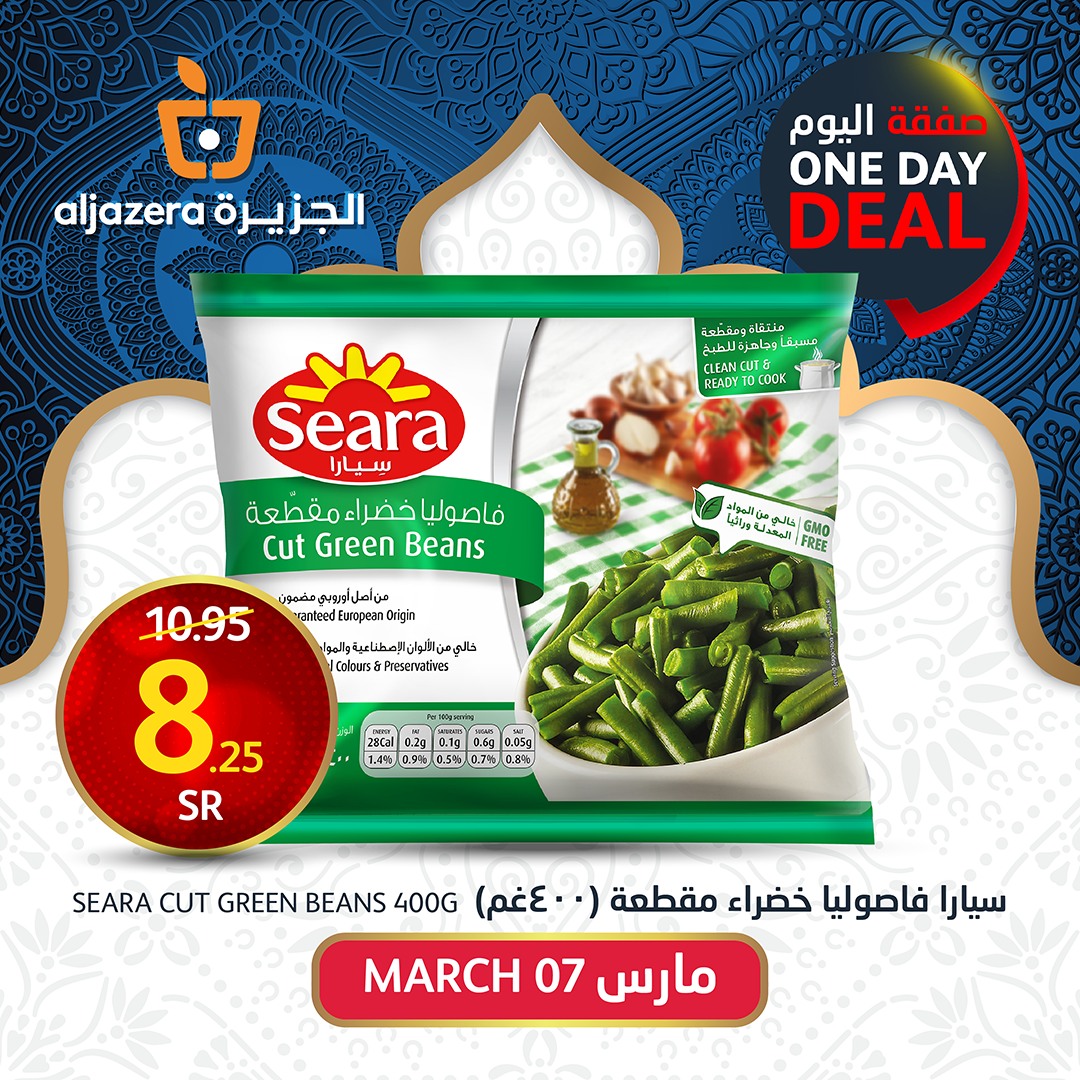 aljazera الجزيرة
صفقة اليوم
ONE DAY
DEAL
منتقاة ومقطّعة
مسبقاً وجاهزة للطبخ
CLEAN CUT &
READY TO COOK
Seara
سيارا
فاصوليا خضراء مقطّعة
Cut Green Beans
خالي من المواد
المعدلة وراثياً
GMO
FREE
من أصل أوروبي مضمون
European Origin
خالي من الألوان الإصطناعية
Colours & Preservatives
Per 100g serving
ENERGY FAT SATURATES SUGARS SALT
28Cal 0.2g 0.1g 0.6g 0.05g
1.4% 0.9% 0.5% 0.7% 0.8%
10.95
8.25
SR
SEARA CUT GREEN BEANS 400G سيارا فاصوليا خضراء مقطعة (٤٠٠غم)
MARCH 07 مارس